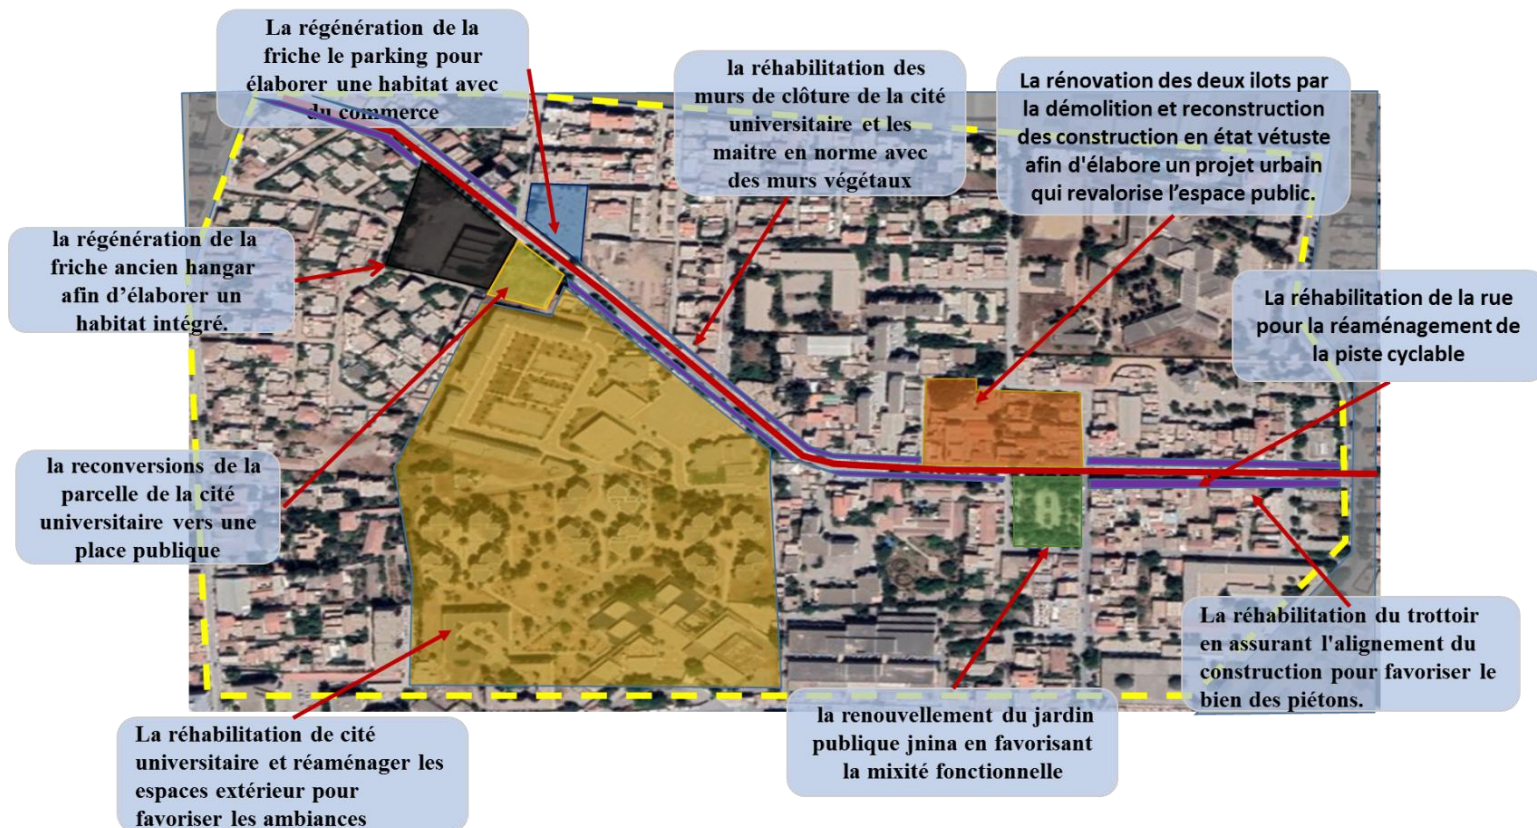 La régénération de la
friche le parking pour
élaborer une habitat avec
du commerce
la réhabilitation des
murs de clôture de la cité
universitaire et les
maitre en norme avec
des murs végétaux
La rénovation des deux ilots par
la démolition et reconstruction
des construction en état vétuste
afin d'élabore un projet urbain
qui revalorise l’espace public.
la régénération de la
friche ancien hangar
afin d’élaborer un
habitat intégré.
La réhabilitation de la rue
pour la réaménagement de
la piste cyclable
la reconversions de la
parcelle de la cité
universitaire vers une
place publique
La réhabilitation du trottoir
en assurant l'alignement du
construction pour favoriser le
bien des piétons.
La réhabilitation de cité
universitaire et réaménager les
espaces extérieur pour
favoriser les ambiances
la renouvellement du jardin
publique jnina en favorisant
la mixité fonctionnelle